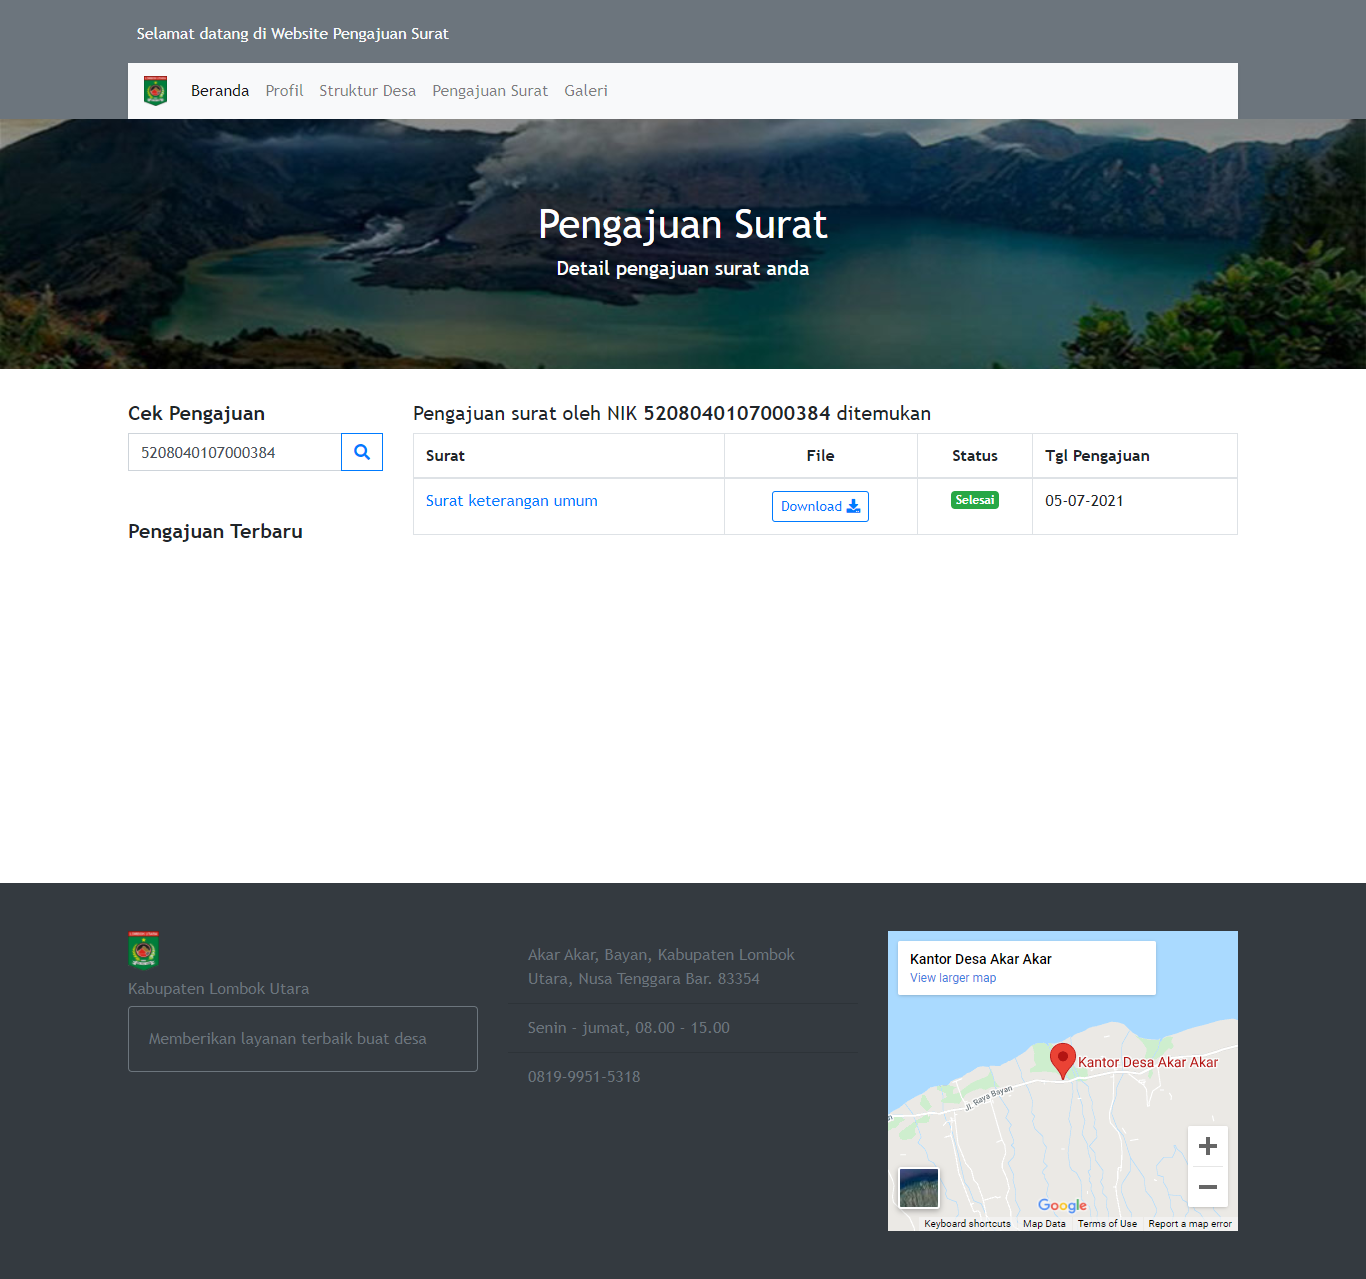 Selamat datang di Website Pengajuan Surat
Beranda Profil Struktur Desa Pengajuan Surat Galeri
Pengajuan Surat
Detail pengajuan surat anda
Cek Pengajuan
5208040107000384
Pengajuan Terbaru
Pengajuan surat oleh NIK 5208040107000384 ditemukan
Surat File Status Tgl Pengajuan
Surat keterangan umum Download Selesai 05-07-2021
Kabupaten Lombok Utara
Memberikan layanan terbaik buat desa
Akar Akar, Bayan, Kabupaten Lombok
Utara, Nusa Tenggara Bar. 83354
Senin - jumat, 08.00 - 15.00
0819-9951-5318
Kantor Desa Akar Akar
View larger map
Kantor Desa Akar Akar
Jl. Raya Bayan
Google
Keyboard shortcuts Map Data Terms of Use Report a map error